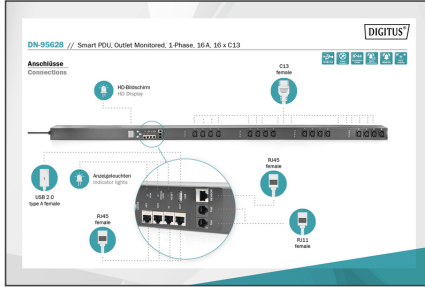 DIGITUS®
DN-95628 // Smart PDU, Outlet Monitored, 1-Phase, 16A, 16 x C13
Anschlüsse
Connections
C13
female
HD-Bildschirm
HD Display
USB 2.0
type A female
Anzeigeleuchten
Indicator lights
RJ45
female
RJ45
female
RJ11
female